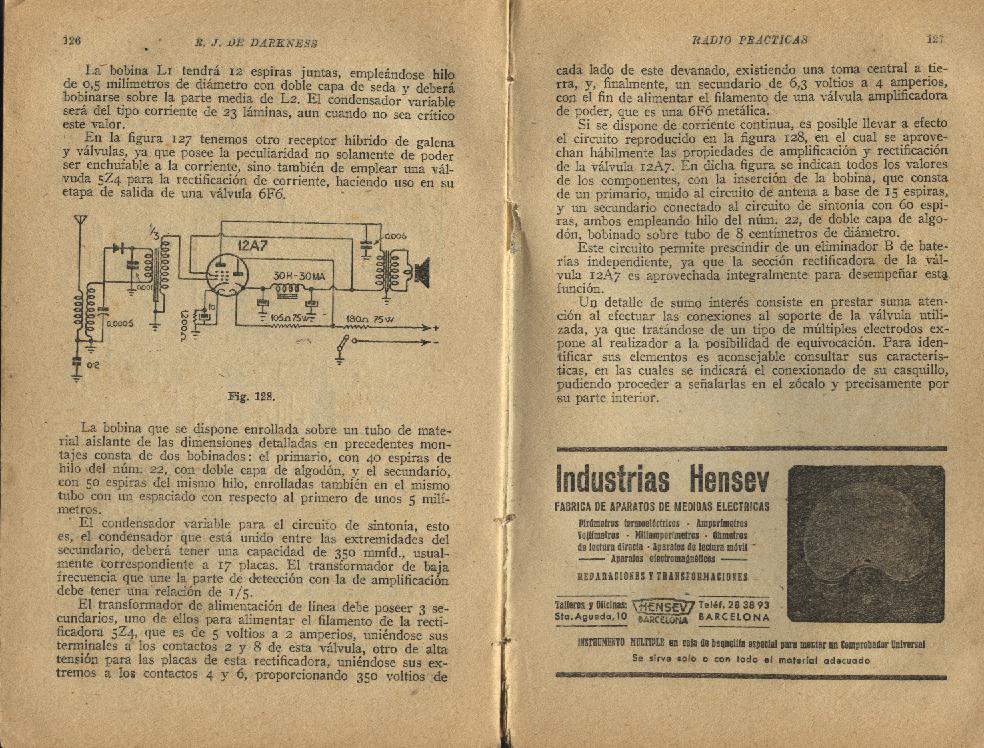 126
R. J. DE DARKNESS
La bobina L1 tendrá 12 espiras juntas, empleándose hilo
de 0,5 milímetros de diámetro con doble capa de seda y deberá
bobinarse sobre la parte media de L2. El condensador variable
será del tipo corriente de 23 láminas, aun cuando no sea crítico
este valor.
En la figura 127 tenemos otro receptor híbrido de galena
y válvulas, ya que posee la peculiaridad no solamente de poder
ser enchufable a la corriente, sino también de emplear una vál-
vuda 5Z4 para la rectificación de corriente, haciendo uso en su
etapa de salida de una válvula 6F6.
1/3
12A7
0.006
30H-30MA
0.0005
10
105Ω 75W
180Ω 75W
+
-
Fig. 128.
La bobina que se dispone enrollada sobre un tubo de mate-
rial aislante de las dimensiones detalladas en precedentes mon-
tajes consta de dos bobinados: el primario, con 40 espiras de
hilo del núm. 22, con doble capa de algodón, y el secundario,
con 50 espiras del mismo hilo, enrolladas también en el mismo
tubo con un espaciado con respecto al primero de unos 5 milí-
metros.
El condensador variable para el circuito de sintonía, esto
es, el condensador que está unido entre las extremidades del
secundario, deberá tener una capacidad de 350 mmfd., usual-
mente correspondiente a 17 placas. El transformador de baja
frecuencia que une la parte de detección con la de amplificación
debe tener una relación de 1/5.
El transformador de alimentación de línea debe poseer 3 se-
cundarios, uno de ellos para alimentar el filamento de la recti-
ficadora 5Z4, que es de 5 voltios a 2 amperios, uniéndose sus
terminales a los contactos 2 y 8 de esta válvula, otro de alta
tensión para las placas de esta rectificadora, uniéndose sus ex-
tremos a los contactos 4 y 6, proporcionando 350 voltios de
RADIO PRACTICAS
127
cada lado de este devanado, existiendo una toma central a tie-
rra, y, finalmente, un secundario de 6,3 voltios a 4 amperios,
con el fin de alimentar el filamento de una válvula amplificadora
de poder, que es una 6F6 metálica.
Si se dispone de corriente continua, es posible llevar a efecto
el circuito reproducido en la figura 128, en el cual se aprove-
chan hábilmente las propiedades de amplificación y rectificación
de la válvula 12A7. En dicha figura se indican todos los valores
de los componentes, con la inserción de la bobina, que consta
de un primario, unido al circuito de antena a base de 15 espiras,
y un secundario conectado al circuito de sintonía con 60 espi-
ras, ambos empleando hilo del núm. 22, de doble capa de algo-
dón, bobinado sobre tubo de 8 centímetros de diámetro.
Este circuito permite prescindir de un eliminador B de bate-
rías independiente, ya que la sección rectificadora de la vál-
vula 12A7 es aprovechada integralmente para desempeñar esta
función.
Un detalle de sumo interés consiste en prestar suma aten-
ción al efectuar las conexiones al soporte de la válvula utili-
zada, ya que tratándose de un tipo de múltiples electrodos ex-
pone al realizador a la posibilidad de equivocación. Para iden-
tificar sus elementos es aconsejable consultar sus caracterís-
ticas, en las cuales se indicará el conexionado de su casquillo,
pudiendo proceder a señalarlas en el zócalo y precisamente por
su parte interior.
Industrias Hensev
FABRICA DE APARATOS DE MEDIDAS ELECTRICAS
Pirómetros termoeléctricos - Amperímetros
Voltímetros - Miliamperímetros - Ohmetros
de lectura directa - Aparatos de lectura móvil
Aparatos electromagnéticos
REPARACIONES Y TRANSFORMACIONES
Talleres y Oficinas:
Sta. Agueda, 10
HENSEV
BARCELONA
Teléf. 28 38 93
BARCELONA
INSTRUMENTO MULTIPLE en caja de baquelita especial para montar un Comprobador Universal
Se sirve solo o con todo el material adecuado